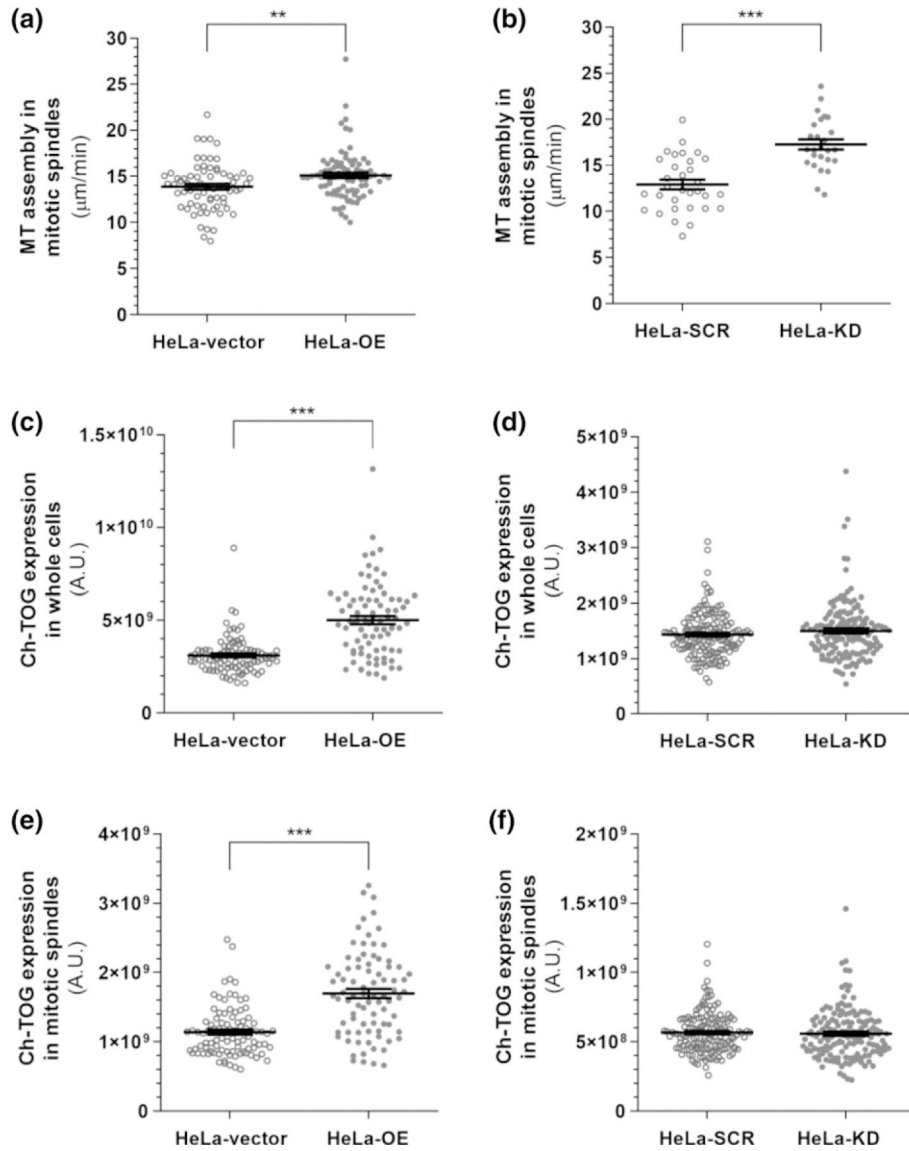 (a)
**
MT assembly in
mitotic spindles
(μm/min)
30
25
20
15
10
5
0
HeLa-vector HeLa-OE
(b)
***
MT assembly in
mitotic spindles
(μm/min)
30
25
20
15
10
5
0
HeLa-SCR HeLa-KD
(c)
***
Ch-TOG expression
in whole cells
(A.U.)
1.5×10¹⁰
1×10¹⁰
5×10⁹
0
HeLa-vector HeLa-OE
(d)
Ch-TOG expression
in whole cells
(A.U.)
5×10⁹
4×10⁹
3×10⁹
2×10⁹
1×10⁹
0
HeLa-SCR HeLa-KD
(e)
***
Ch-TOG expression
in mitotic spindles
(A.U.)
4×10⁹
3×10⁹
2×10⁹
1×10⁹
0
HeLa-vector HeLa-OE
(f)
Ch-TOG expression
in mitotic spindles
(A.U.)
2×10⁹
1.5×10⁹
1×10⁹
5×10⁸
0
HeLa-SCR HeLa-KD